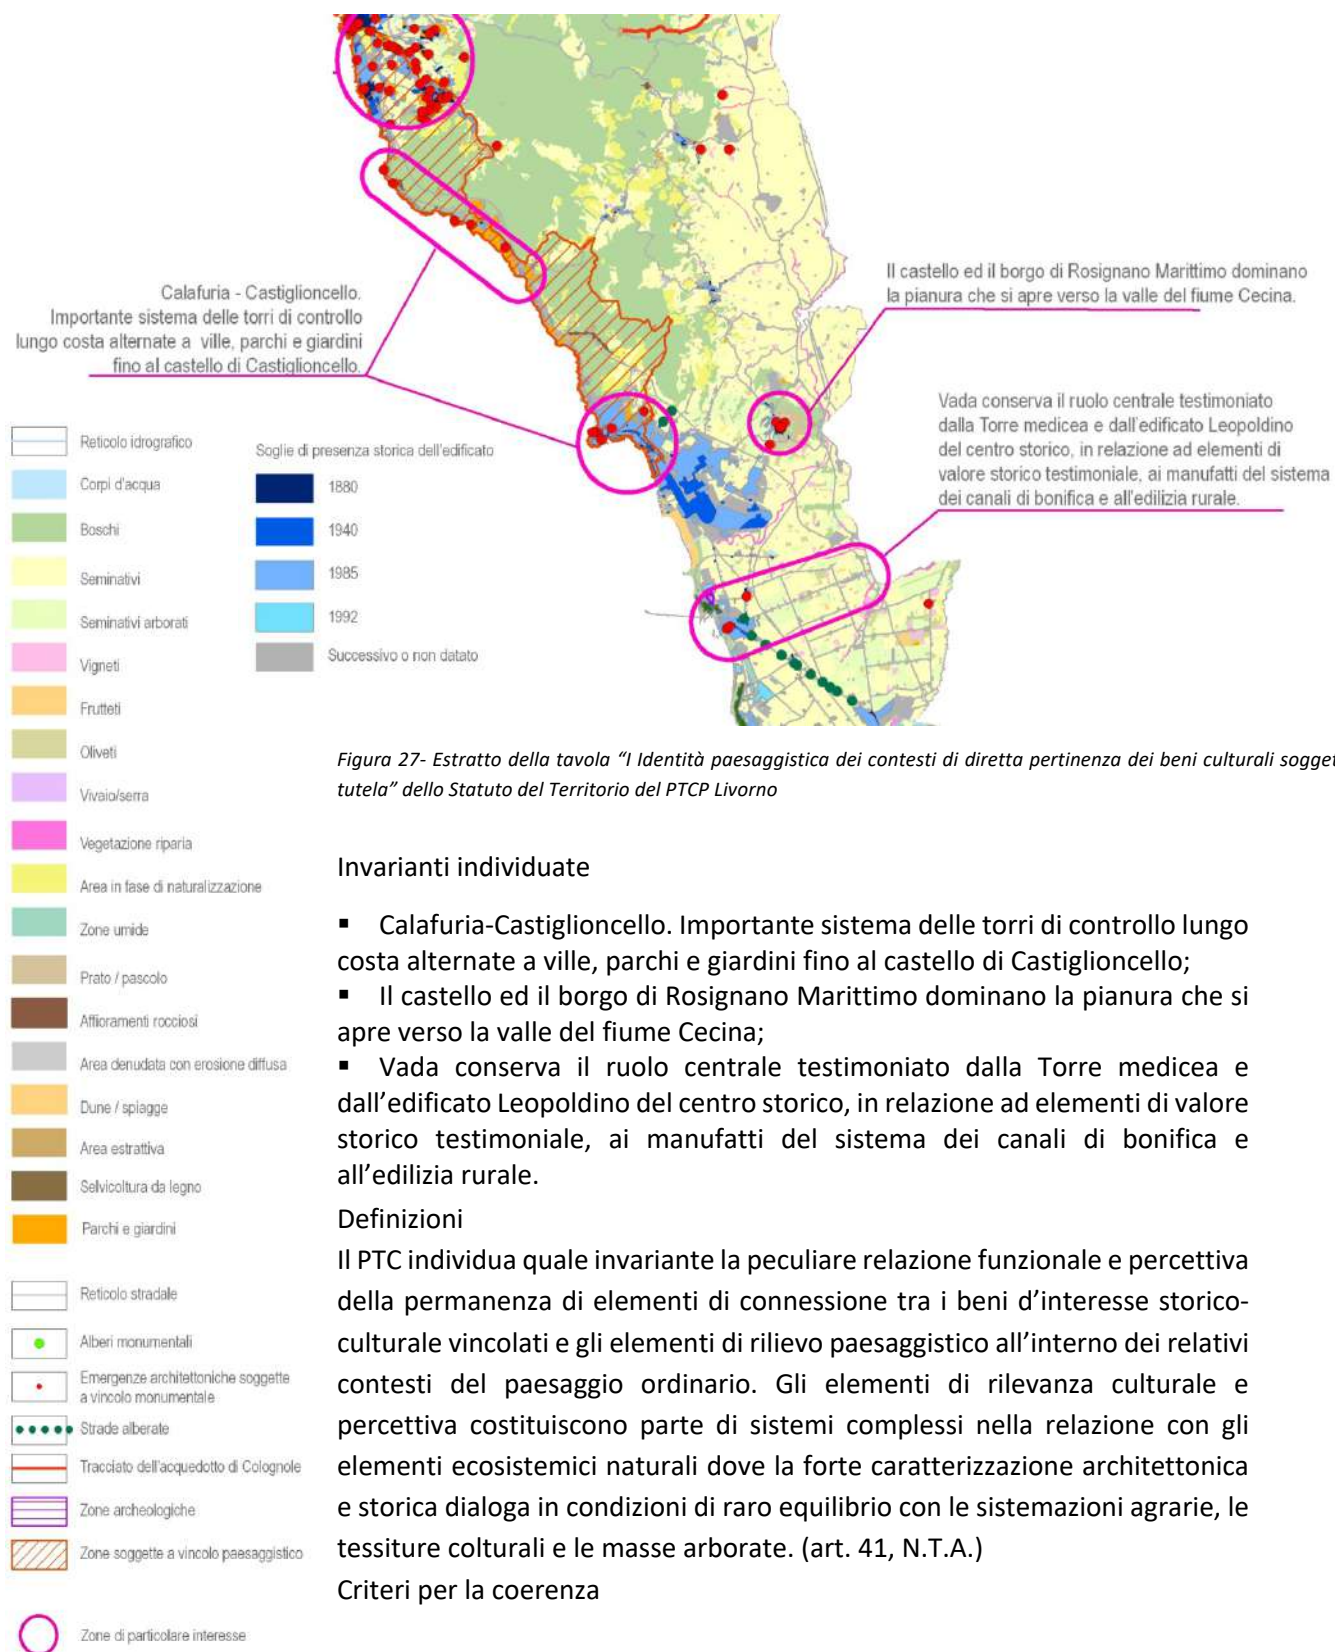 Calafuria - Castiglioncello.
Importante sistema delle torri di controllo
lungo costa alternate a ville, parchi e giardini
fino al castello di Castiglioncello.
Il castello ed il borgo di Rosignano Marittimo dominano
la pianura che si apre verso la valle del fiume Cecina.
Vada conserva il ruolo centrale testimoniato
dalla Torre medicea e dall'edificato Leopoldino
del centro storico, in relazione ad elementi di
valore storico testimoniale, ai manufatti del sistema
dei canali di bonifica e all'edilizia rurale.
Reticolo idrografico
Corpi d'acqua
Boschi
Seminativi
Seminativi arborati
Vigneti
Frutteti
Oliveti
Vivaio/serra
Vegetazione riparia
Area in fase di naturalizzazione
Zone umide
Prato / pascolo
Affioramenti rocciosi
Area denudata con erosione diffusa
Dune / spiagge
Area estrattiva
Selvicoltura da legno
Parchi e giardini
Reticolo stradale
Alberi monumentali
Emergenze architettoniche soggette
a vincolo monumentale
Strade alberate
Tracciato dell'acquedotto di Colognole
Zone archeologiche
Zone soggette a vincolo paesaggistico
Zone di particolare interesse
Soglie di presenza storica dell'edificato
1880
1940
1985
1992
Successivo o non datato
Figura 27- Estratto della tavola “I Identità paesaggistica dei contesti di diretta pertinenza dei beni culturali sogget
tutela” dello Statuto del Territorio del PTCP Livorno
Invarianti individuate
▪ Calafuria-Castiglioncello. Importante sistema delle torri di controllo lungo
costa alternate a ville, parchi e giardini fino al castello di Castiglioncello;
▪ Il castello ed il borgo di Rosignano Marittimo dominano la pianura che si
apre verso la valle del fiume Cecina;
▪ Vada conserva il ruolo centrale testimoniato dalla Torre medicea e
dall’edificato Leopoldino del centro storico, in relazione ad elementi di valore
storico testimoniale, ai manufatti del sistema dei canali di bonifica e
all’edilizia rurale.
Definizioni
Il PTC individua quale invariante la peculiare relazione funzionale e percettiva
della permanenza di elementi di connessione tra i beni d’interesse storico-
culturale vincolati e gli elementi di rilievo paesaggistico all’interno dei relativi
contesti del paesaggio ordinario. Gli elementi di rilevanza culturale e
percettiva costituiscono parte di sistemi complessi nella relazione con gli
elementi ecosistemici naturali dove la forte caratterizzazione architettonica
e storica dialoga in condizioni di raro equilibrio con le sistemazioni agrarie, le
tessiture colturali e le masse arborate. (art. 41, N.T.A.)
Criteri per la coerenza